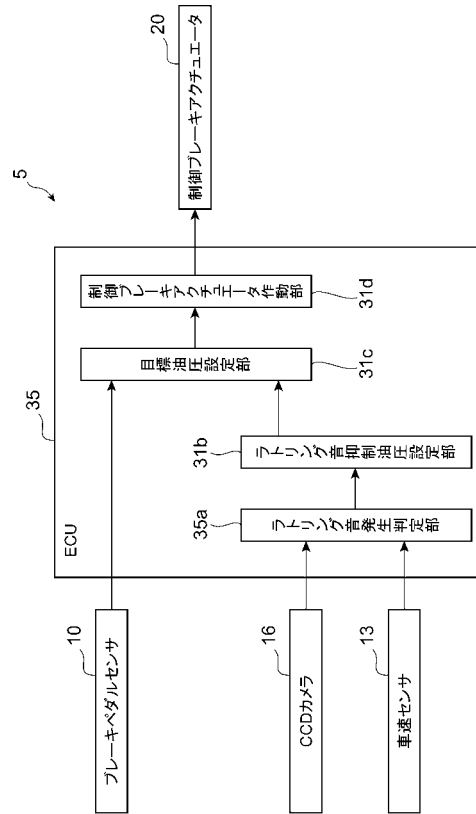 5
35
ECU
10
ブレーキペダルセンサ
16
CCDカメラ
13
車速センサ
35a
ラトリング音発生判定部
31b
ラトリング音抑制油圧設定部
目標油圧設定部
31c
制御ブレーキアクチュエータ作動部
31d
20
制御ブレーキアクチュエータ